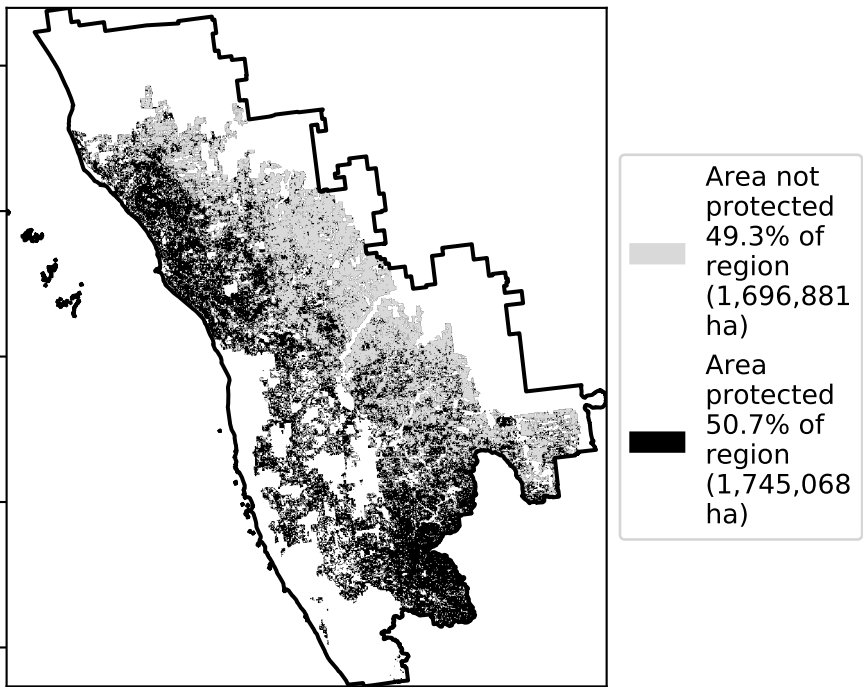 Area not
protected
49.3% of
region
(1,696,881
ha)
Area
protected
50.7% of
region
(1,745,068
ha)